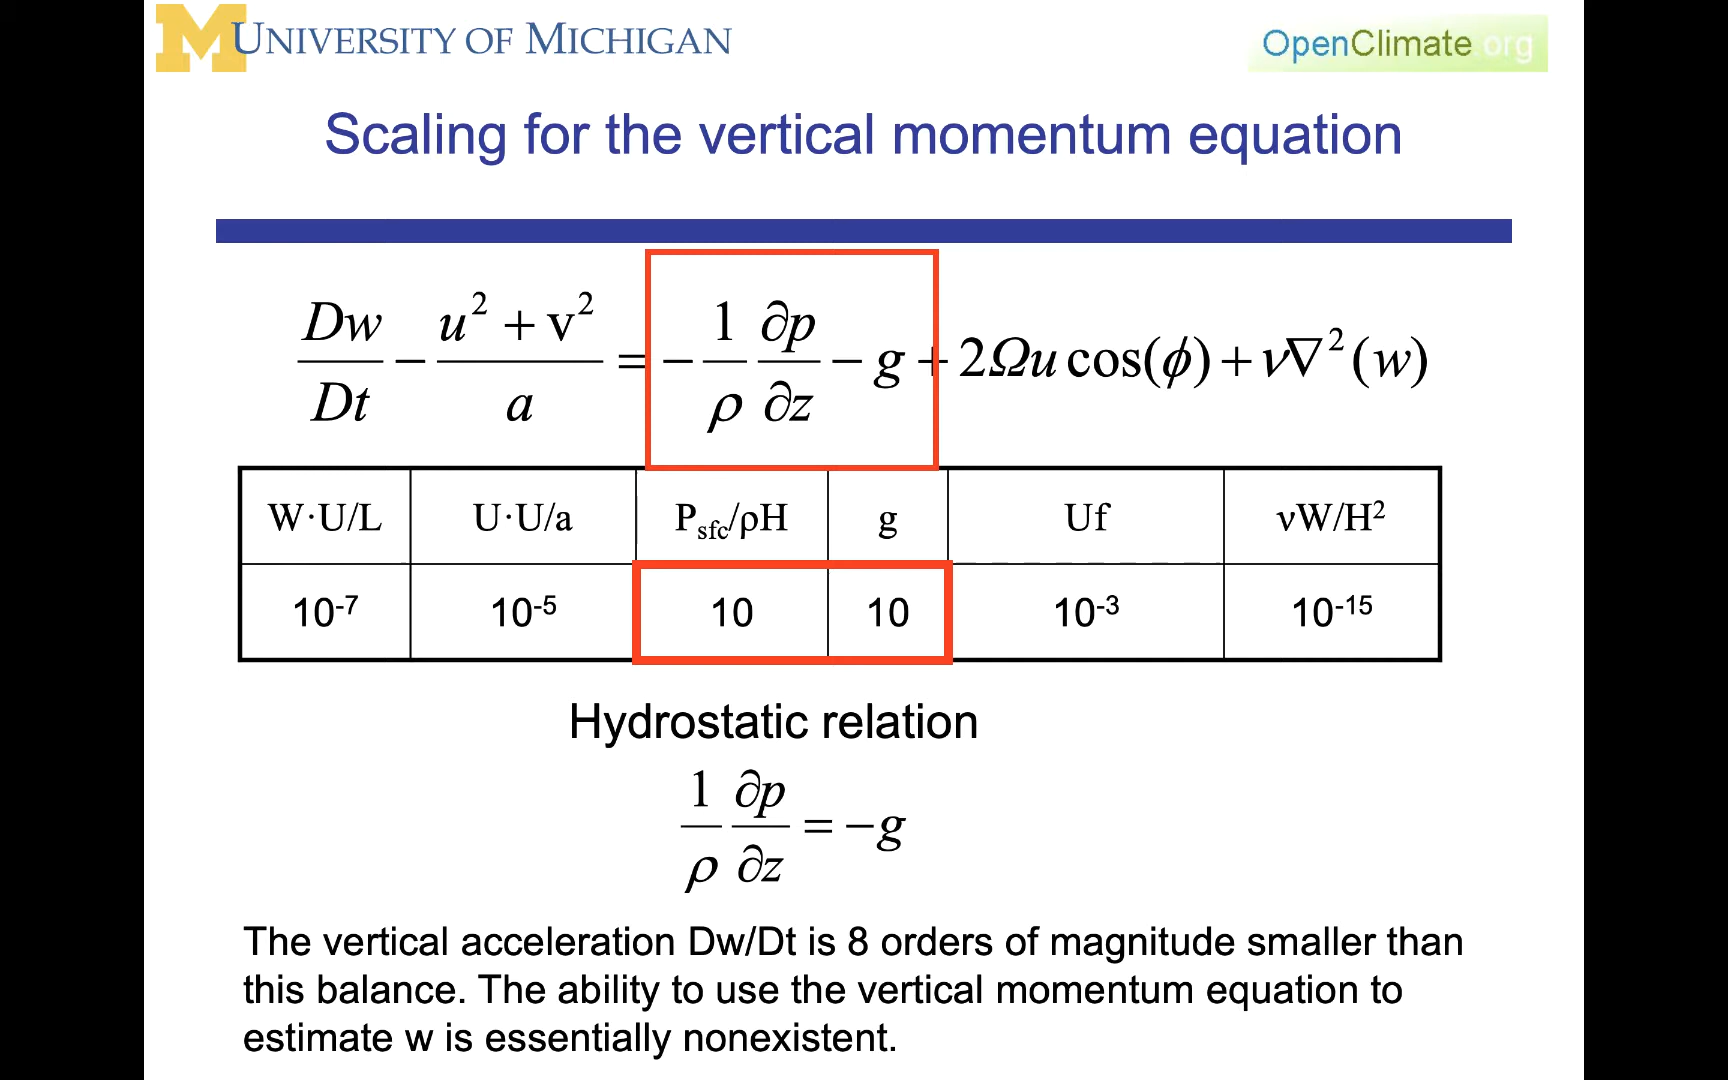 M UNIVERSITY OF MICHIGAN
OpenClimate.org
Scaling for the vertical momentum equation
Dw/Dt − (u² + v²)/a = −(1/ρ)(∂p/∂z) − g + 2Ωu cos(ϕ) + ν∇²(w)
W·U/L U·U/a Psfc/ρH g Uf νW/H²
10⁻⁷ 10⁻⁵ 10 10 10⁻³ 10⁻¹⁵
Hydrostatic relation
(1/ρ)(∂p/∂z) = −g
The vertical acceleration Dw/Dt is 8 orders of magnitude smaller than
this balance. The ability to use the vertical momentum equation to
estimate w is essentially nonexistent.